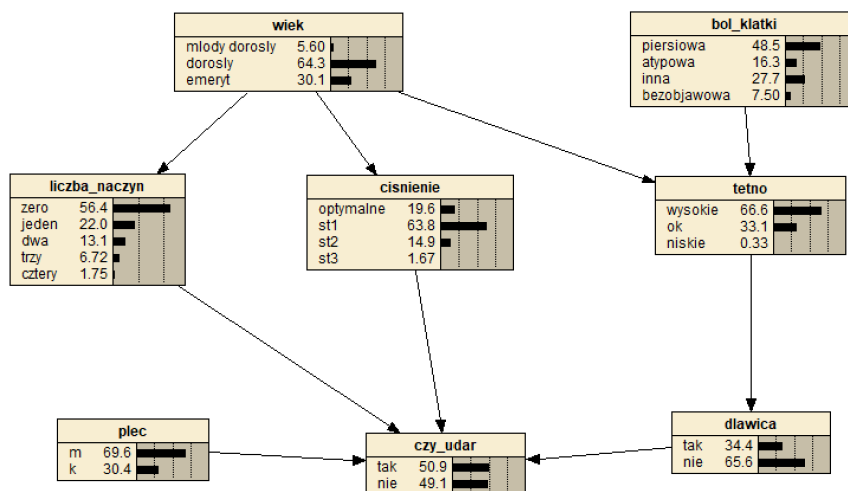 wiek
mlody dorosly 5.60
dorosly 64.3
emeryt 30.1
bol_klatki
piersiowa 48.5
atypowa 16.3
inna 27.7
bezobjawowa 7.50
liczba_naczyn
zero 56.4
jeden 22.0
dwa 13.1
trzy 6.72
cztery 1.75
cisnienie
optymalne 19.6
st1 63.8
st2 14.9
st3 1.67
tetno
wysokie 66.6
ok 33.1
niskie 0.33
plec
m 69.6
k 30.4
czy_udar
tak 50.9
nie 49.1
dlawica
tak 34.4
nie 65.6